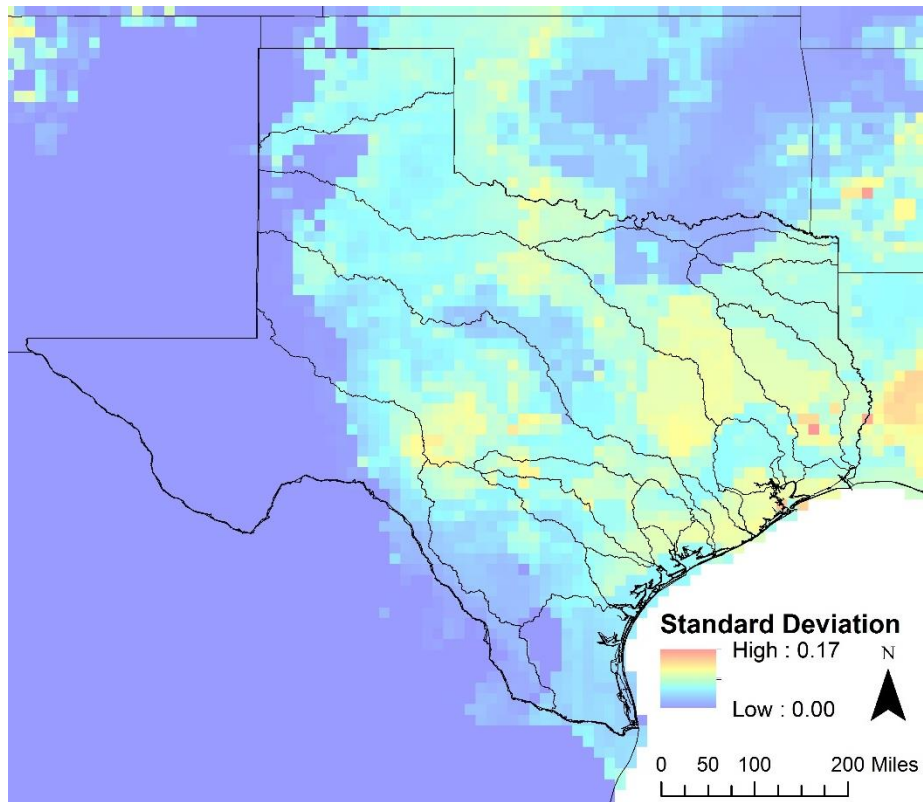 Standard Deviation
High : 0.17
Low : 0.00
N
0 50 100 200 Miles